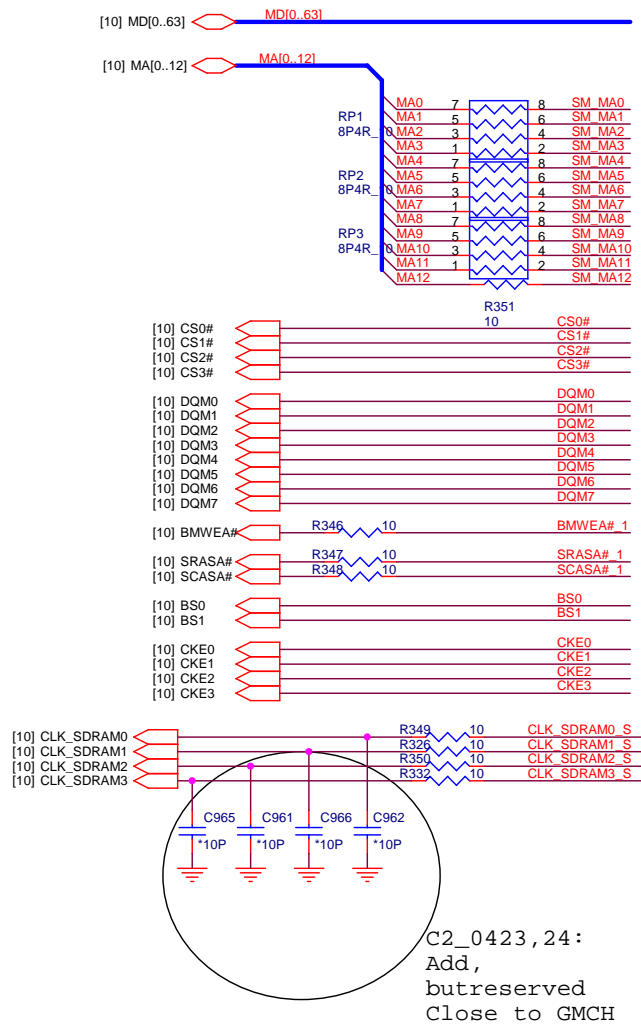 [10] MD[0..63] MD[0..63]
[10] MA[0..12] MA[0..12]
MA0 7 8 SM_MA0
RP1 MA1 5 6 SM_MA1
8P4R_10 MA2 3 4 SM_MA2
MA3 1 2 SM_MA3
MA4 7 8 SM_MA4
RP2 MA5 5 6 SM_MA5
8P4R_10 MA6 3 4 SM_MA6
MA7 1 2 SM_MA7
MA8 7 8 SM_MA8
RP3 MA9 5 6 SM_MA9
8P4R_10 MA10 3 4 SM_MA10
MA11 1 2 SM_MA11
MA12 SM_MA12
R351
10
[10] CS0# CS0#
[10] CS1# CS1#
[10] CS2# CS2#
[10] CS3# CS3#
[10] DQM0 DQM0
[10] DQM1 DQM1
[10] DQM2 DQM2
[10] DQM3 DQM3
[10] DQM4 DQM4
[10] DQM5 DQM5
[10] DQM6 DQM6
[10] DQM7 DQM7
[10] BMWEA# R346 10 BMWEA#_1
[10] SRASA# R347 10 SRASA#_1
[10] SCASA# R348 10 SCASA#_1
[10] BS0 BS0
[10] BS1 BS1
[10] CKE0 CKE0
[10] CKE1 CKE1
[10] CKE2 CKE2
[10] CKE3 CKE3
[10] CLK_SDRAM0 R349 10 CLK_SDRAM0_S
[10] CLK_SDRAM1 R326 10 CLK_SDRAM1_S
[10] CLK_SDRAM2 R350 10 CLK_SDRAM2_S
[10] CLK_SDRAM3 R332 10 CLK_SDRAM3_S
C965 C961 C966 C962
*10P *10P *10P *10P
C2_0423,24:
Add,
butreserved
Close to GMCH